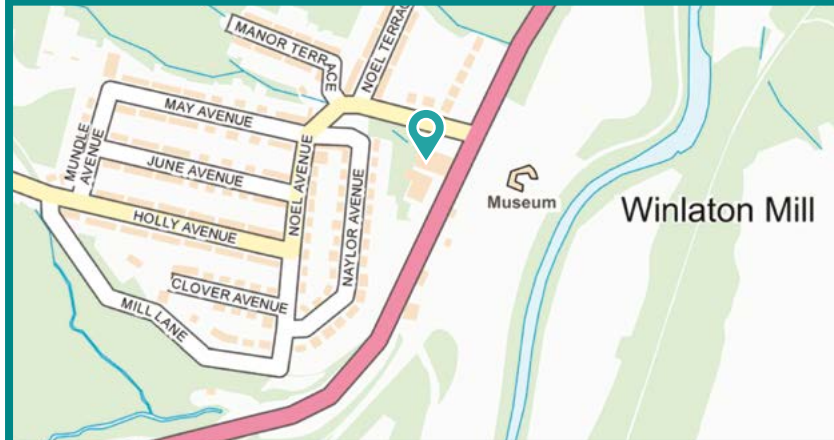 MANOR TERRACE
NOEL TERRAC
MAY AVENUE
MUNDLE
AVENUE
JUNE AVENUE
NOEL AVENUE
NAYLOR AVENUE
HOLLY AVENUE
CLOVER AVENUE
MILL LANE
Museum
Winlaton Mill